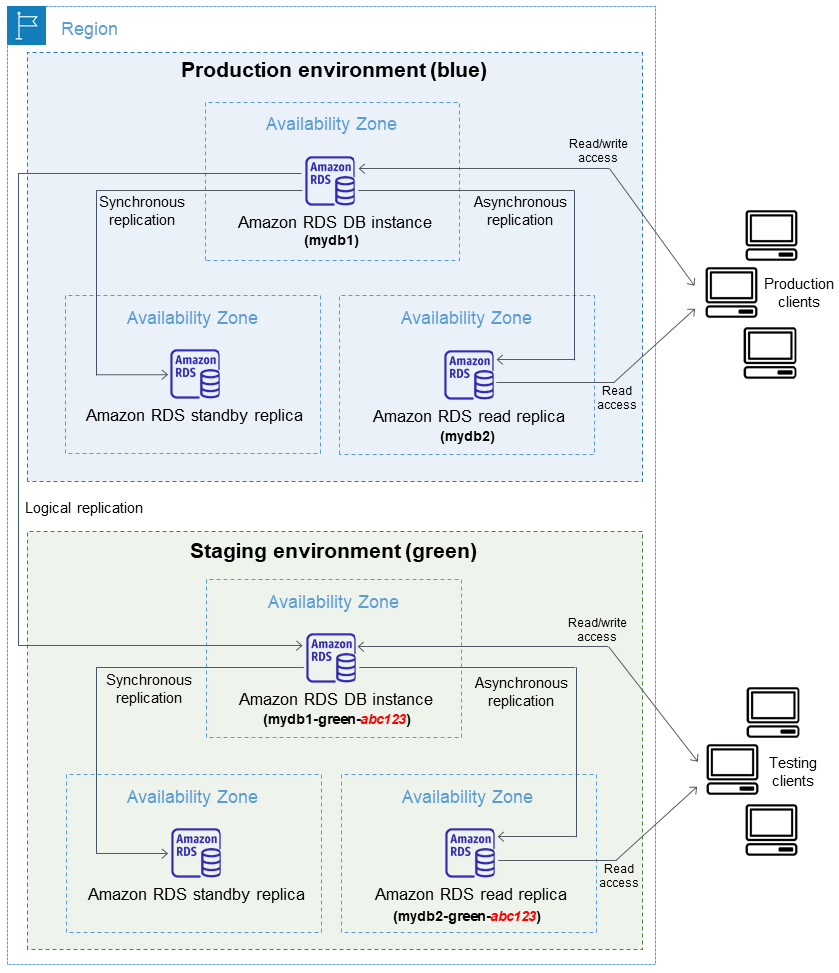 Region
Production environment (blue)
Availability Zone
Read/write
access
Amazon
RDS
Synchronous
replication
Asynchronous
replication
Amazon RDS DB instance
(mydb1)
Production
clients
Availability Zone
Availability Zone
Amazon
RDS
Amazon
RDS
Read
access
Amazon RDS standby replica
Amazon RDS read replica
(mydb2)
Logical replication
Staging environment (green)
Availability Zone
Read/write
access
Amazon
RDS
Synchronous
replication
Asynchronous
replication
Amazon RDS DB instance
(mydb1-green-abc123)
Testing
clients
Availability Zone
Availability Zone
Amazon
RDS
Amazon
RDS
Read
access
Amazon RDS standby replica
Amazon RDS read replica
(mydb2-green-abc123)